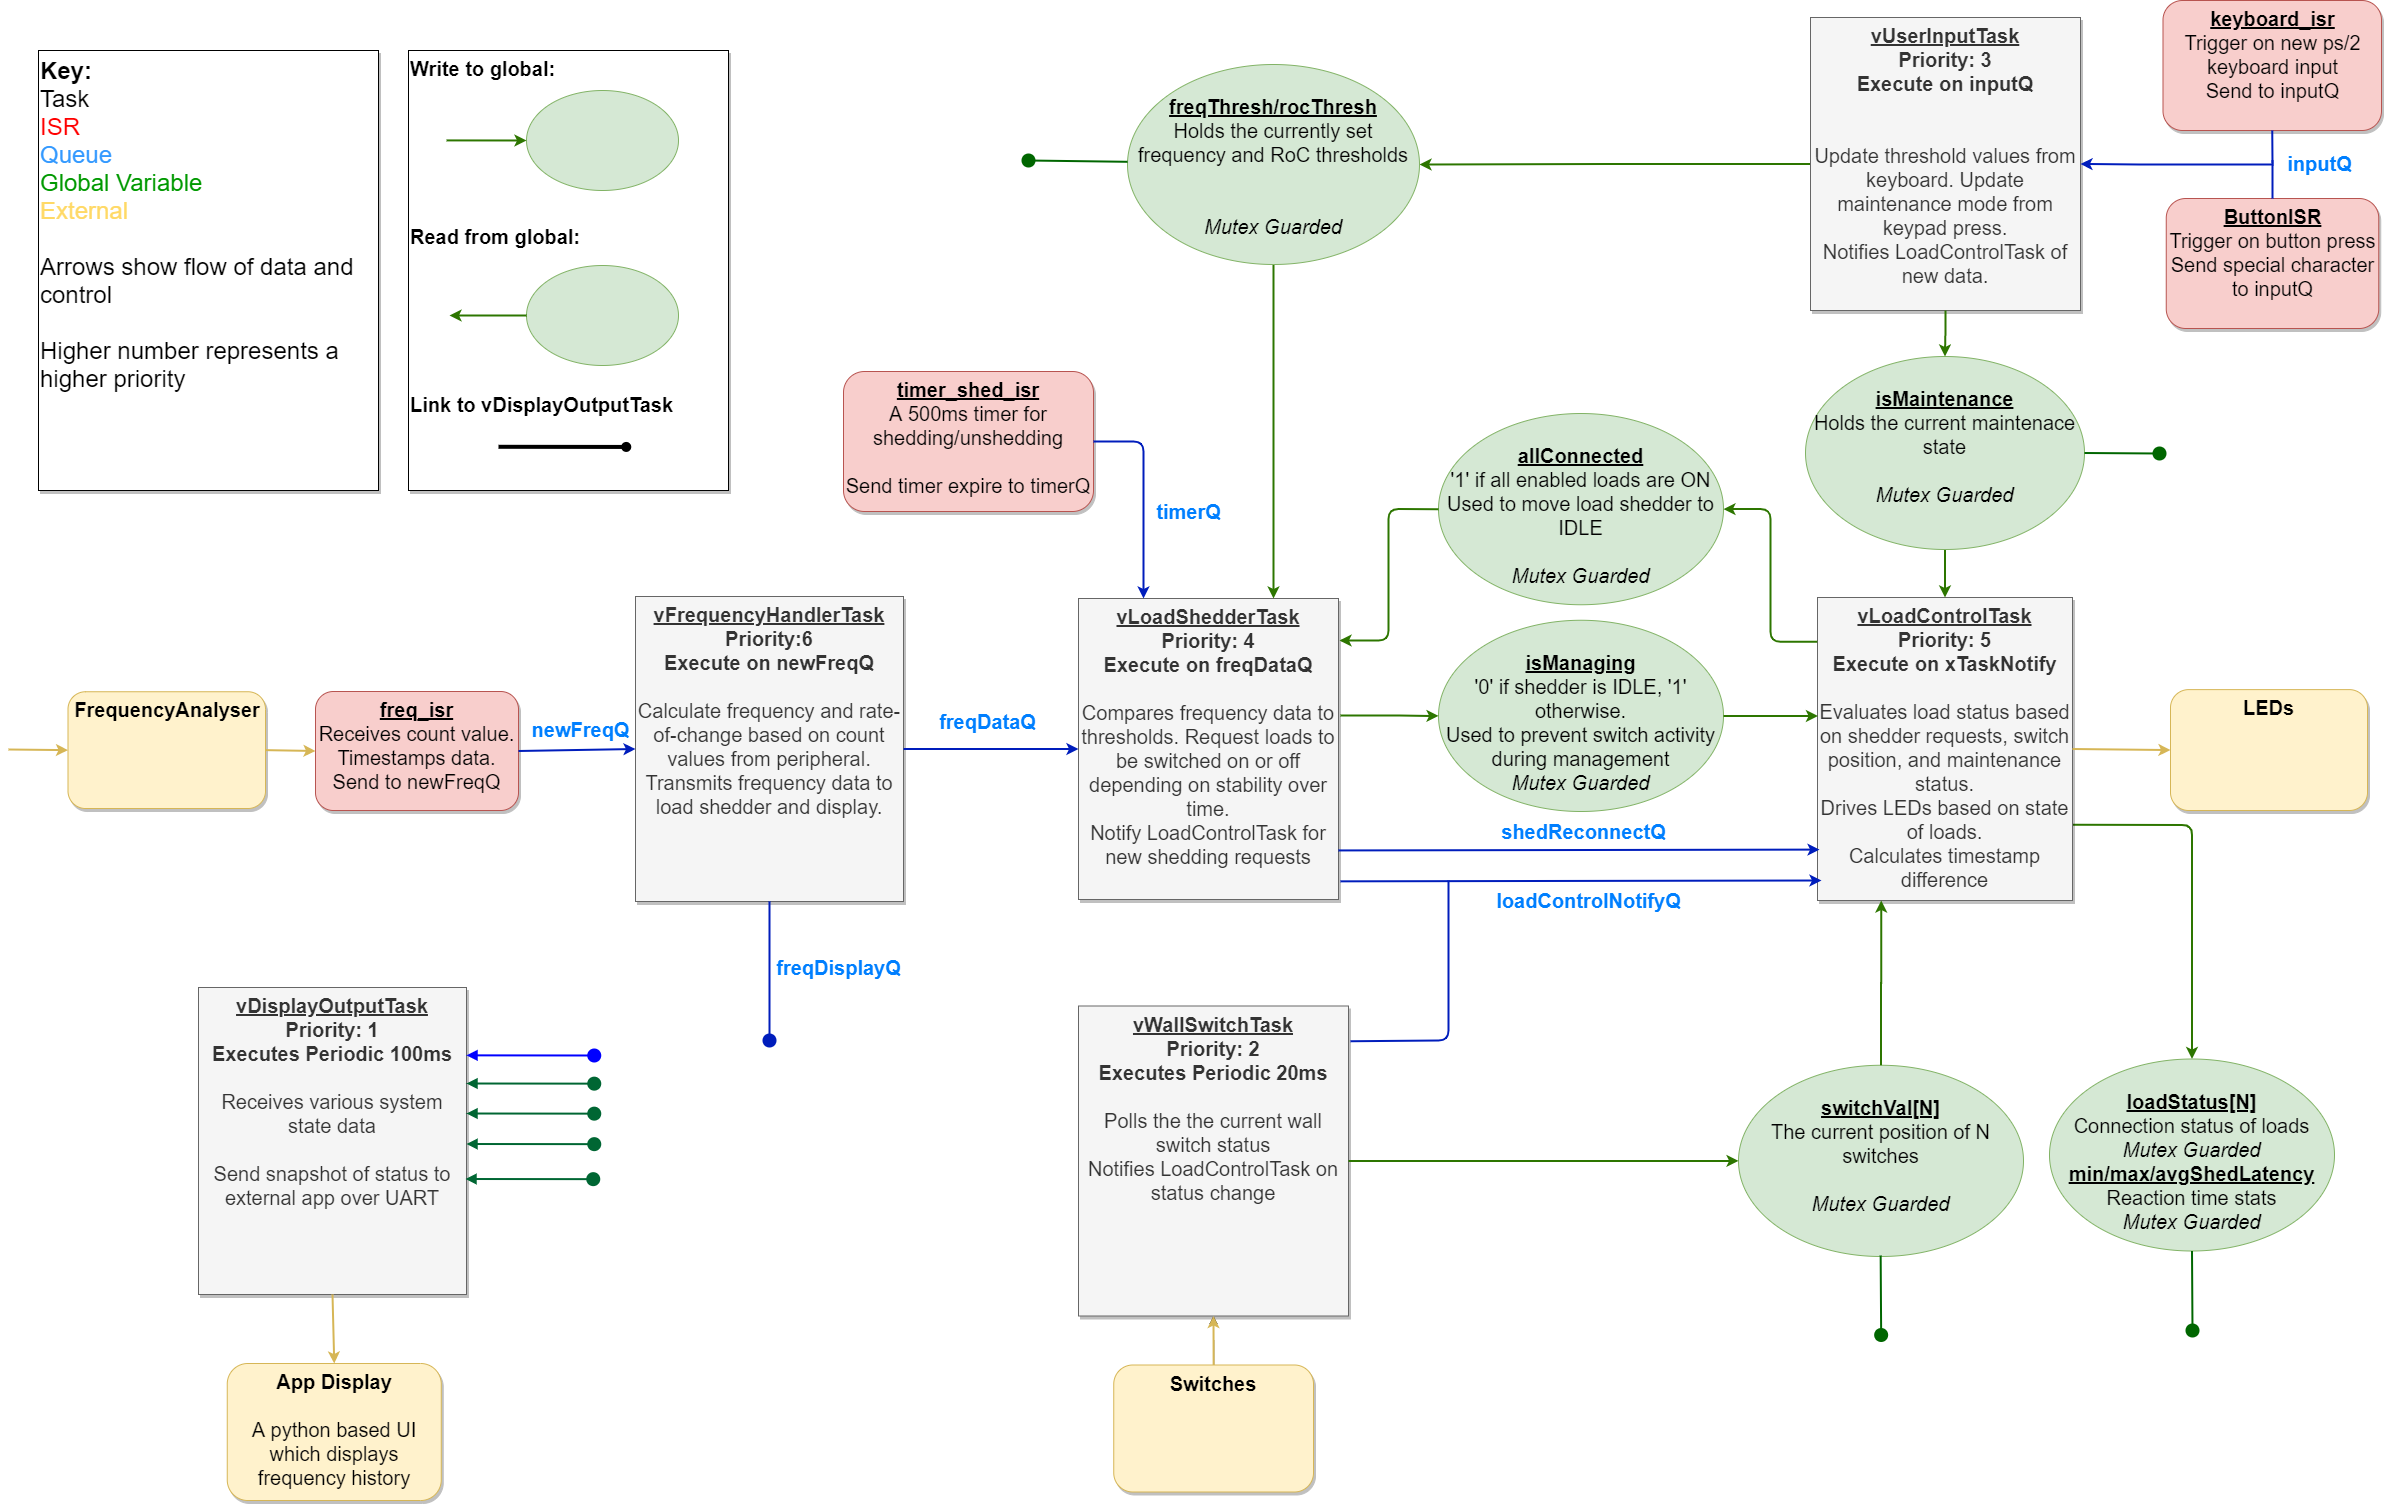 Key:
Task
ISR
Queue
Global Variable
External
Arrows show flow of data and
control
Higher number represents a
higher priority
Write to global:
Read from global:
Link to vDisplayOutputTask
freqThresh/rocThresh
Holds the currently set
frequency and RoC thresholds
Mutex Guarded
vUserInputTask
Priority: 3
Execute on inputQ
Update threshold values from
keyboard. Update
maintenance mode from
keypad press.
Notifies LoadControlTask of
new data.
keyboard_isr
Trigger on new ps/2
keyboard input
Send to inputQ
inputQ
ButtonISR
Trigger on button press
Send special character
to inputQ
timer_shed_isr
A 500ms timer for
shedding/unshedding
Send timer expire to timerQ
timerQ
allConnected
'1' if all enabled loads are ON
Used to move load shedder to
IDLE
Mutex Guarded
isMaintenance
Holds the current maintenace
state
Mutex Guarded
FrequencyAnalyser
freq_isr
Receives count value.
Timestamps data.
Send to newFreqQ
newFreqQ
vFrequencyHandlerTask
Priority:6
Execute on newFreqQ
Calculate frequency and rate-
of-change based on count
values from peripheral.
Transmits frequency data to
load shedder and display.
freqDataQ
vLoadShedderTask
Priority: 4
Execute on freqDataQ
Compares frequency data to
thresholds. Request loads to
be switched on or off
depending on stability over
time.
Notify LoadControlTask for
new shedding requests
isManaging
'0' if shedder is IDLE, '1'
otherwise.
Used to prevent switch activity
during management
Mutex Guarded
shedReconnectQ
loadControlNotifyQ
vLoadControlTask
Priority: 5
Execute on xTaskNotify
Evaluates load status based
on shedder requests, switch
position, and maintenance
status.
Drives LEDs based on state
of loads.
Calculates timestamp
difference
LEDs
freqDisplayQ
vDisplayOutputTask
Priority: 1
Executes Periodic 100ms
Receives various system
state data
Send snapshot of status to
external app over UART
App Display
A python based UI
which displays
frequency history
vWallSwitchTask
Priority: 2
Executes Periodic 20ms
Polls the the current wall
switch status
Notifies LoadControlTask on
status change
Switches
switchVal[N]
The current position of N
switches
Mutex Guarded
loadStatus[N]
Connection status of loads
Mutex Guarded
min/max/avgShedLatency
Reaction time stats
Mutex Guarded